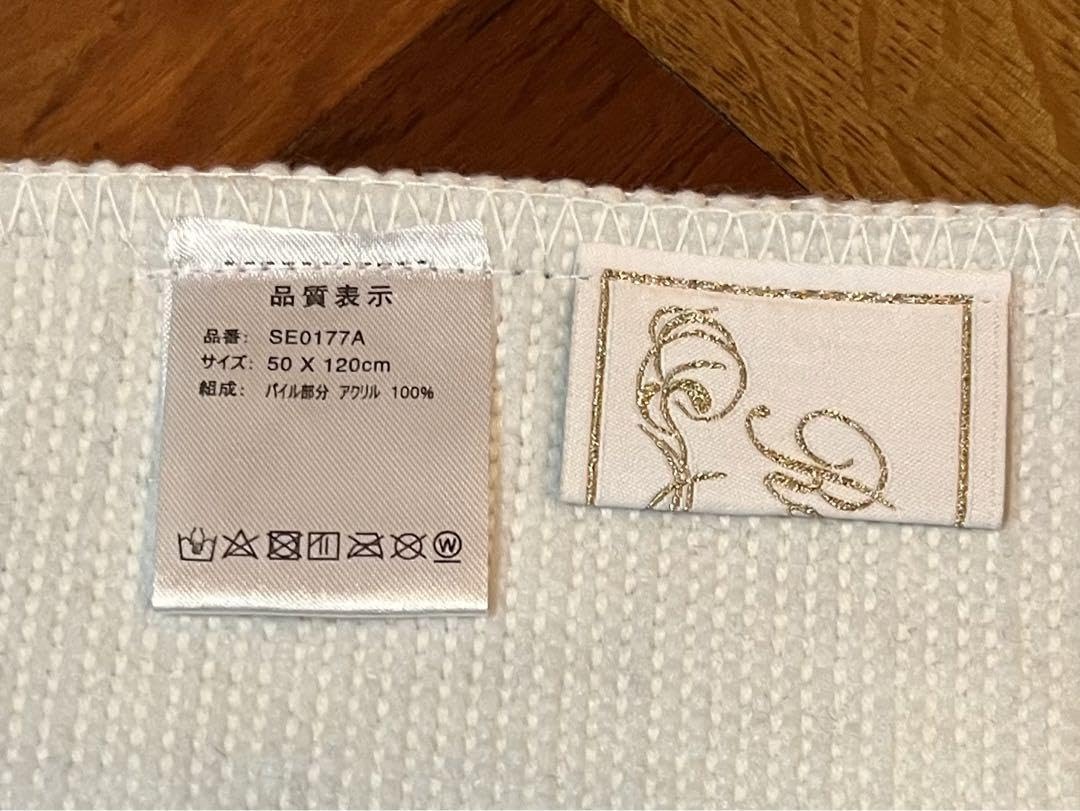 品質表示
品番: SE0177A
サイズ: 50 X 120cm
組成: パイル部分 アクリル 100%
W